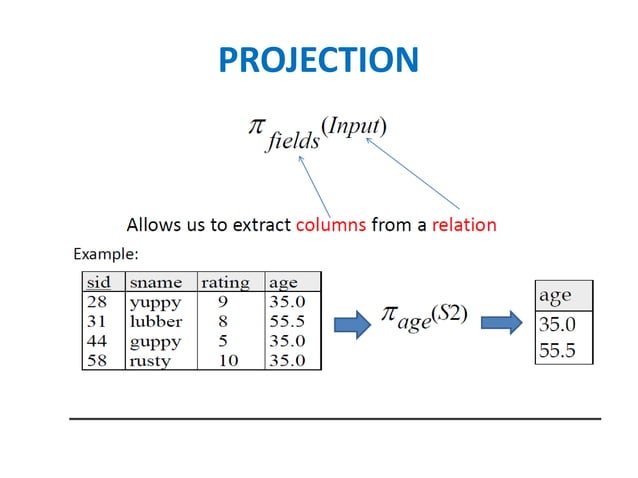 PROJECTION
π fields (Input)
Allows us to extract columns from a relation
Example:
sid sname rating age
28 yuppy 9 35.0
31 lubber 8 55.5
44 guppy 5 35.0
58 rusty 10 35.0
π age (S2)
age
35.0
55.5